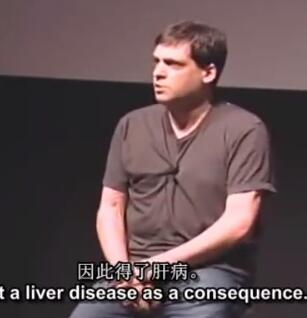 因此得了肝病。
t a liver disease as a consequence.